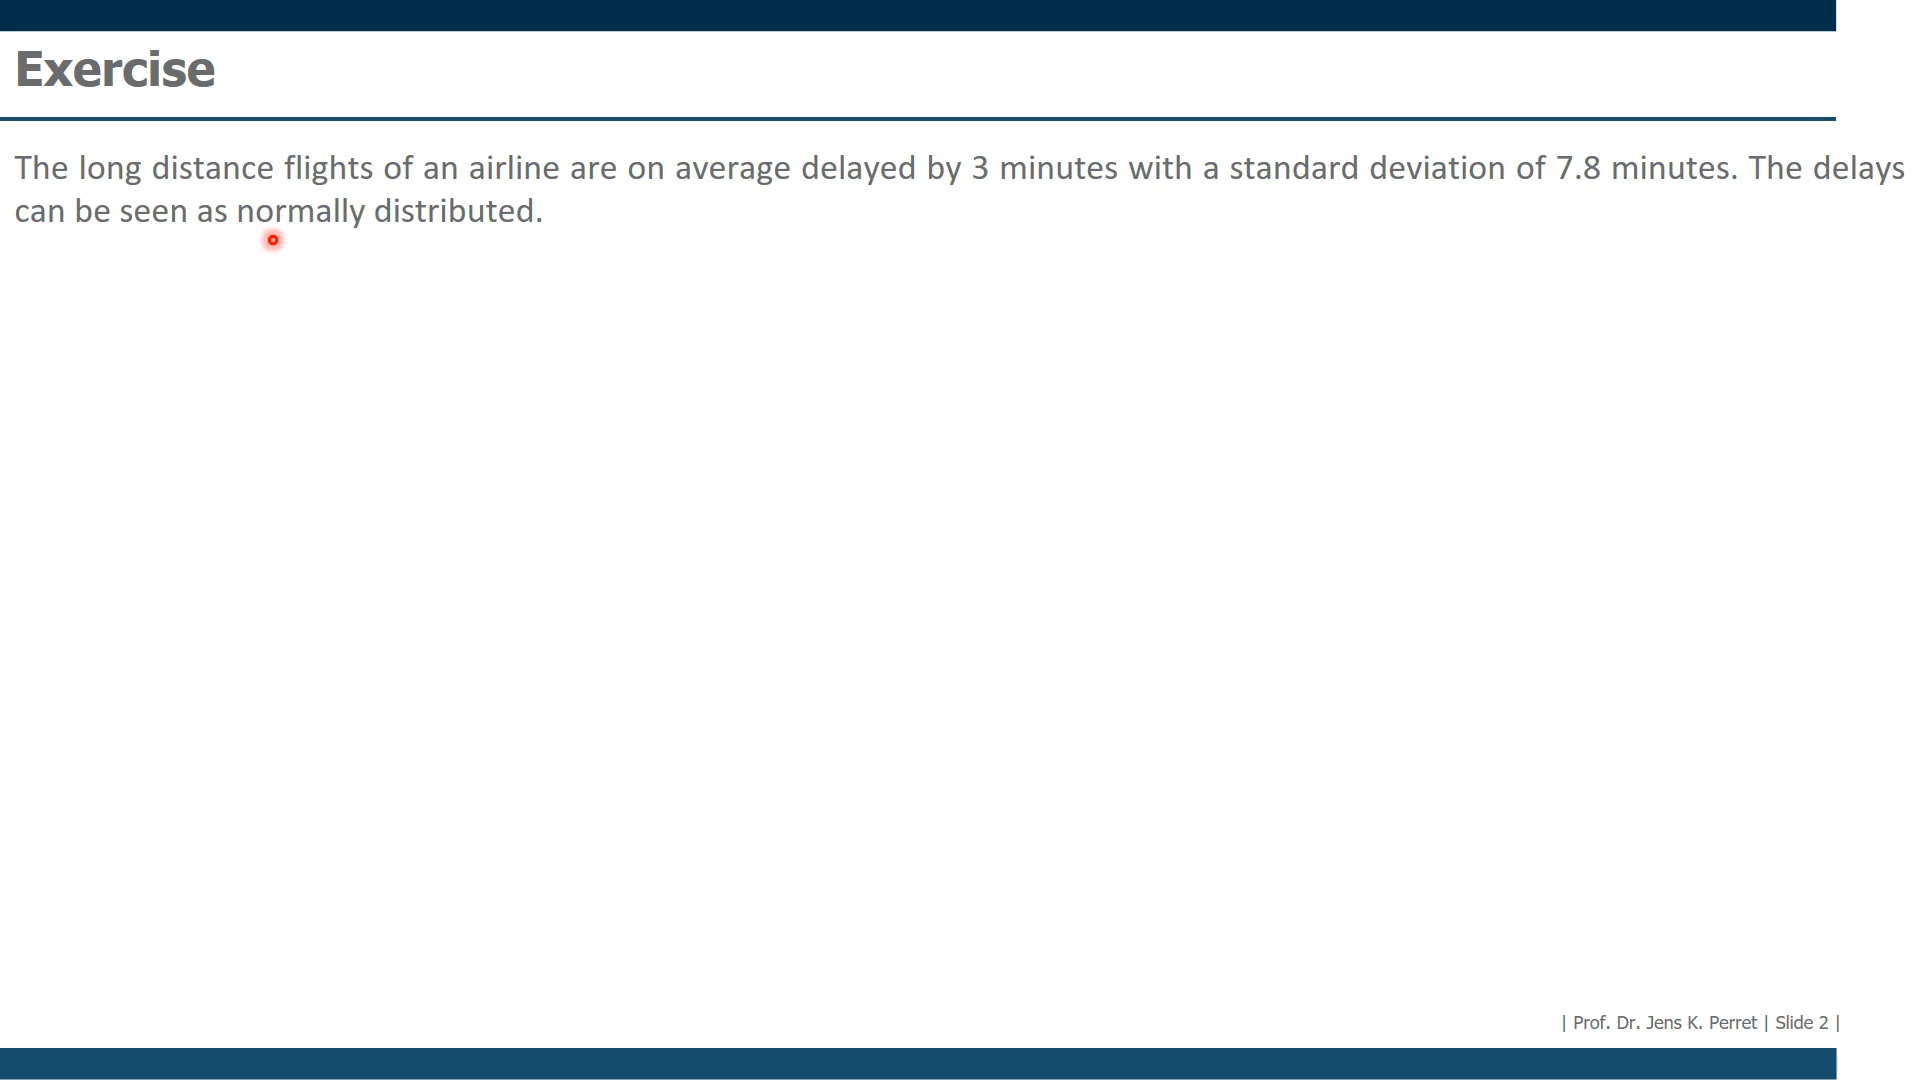 Exercise
The long distance flights of an airline are on average delayed by 3 minutes with a standard deviation of 7.8 minutes. The delays
can be seen as normally distributed.
| Prof. Dr. Jens K. Perret | Slide 2 |